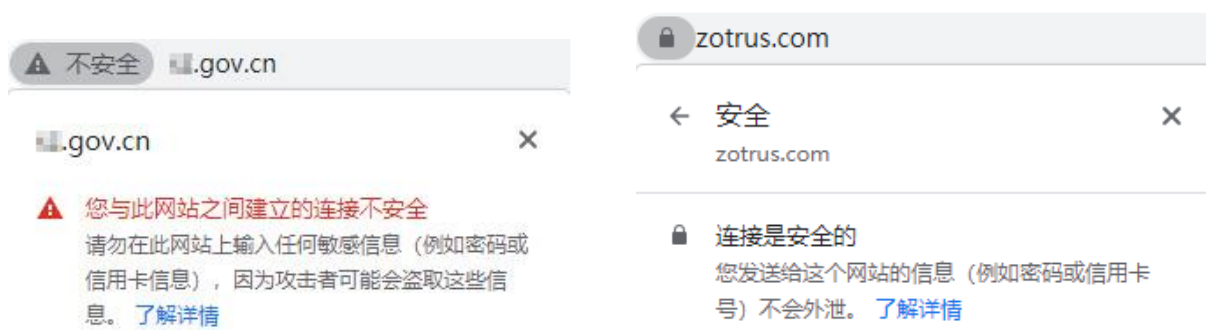 不安全 .gov.cn
.gov.cn
您与此网站之间建立的连接不安全
请勿在此网站上输入任何敏感信息（例如密码或
信用卡信息），因为攻击者可能会盗取这些信
息。 了解详情
zotrus.com
安全
zotrus.com
连接是安全的
您发送给这个网站的信息（例如密码或信用卡
号）不会外泄。 了解详情